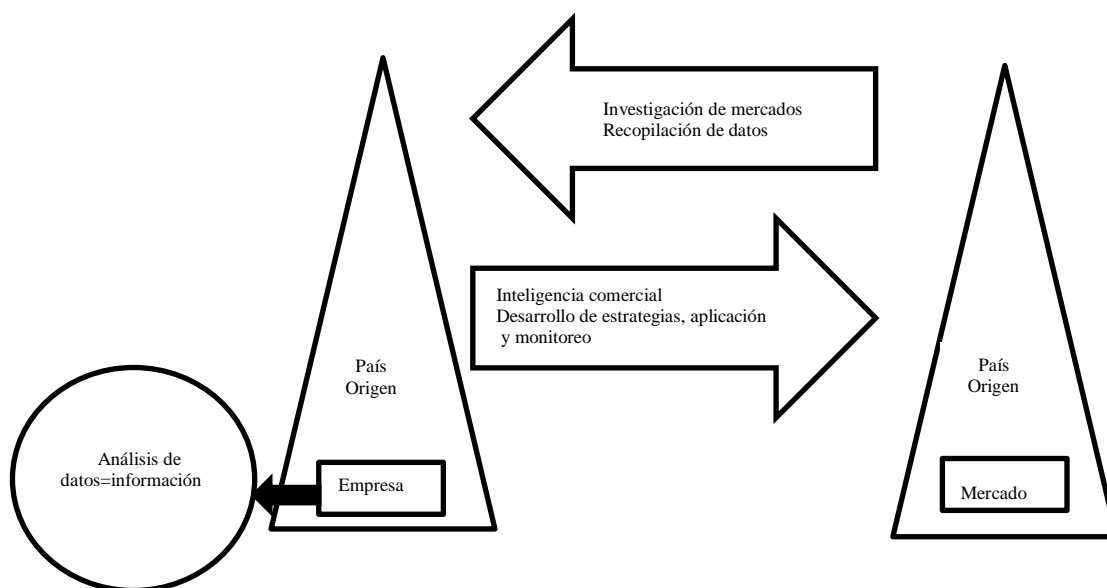 Investigación de mercados
Recopilación de datos
Inteligencia comercial
Desarrollo de estrategias, aplicación
y monitoreo
País
Origen
País
Origen
Análisis de
datos=información
Empresa
Mercado